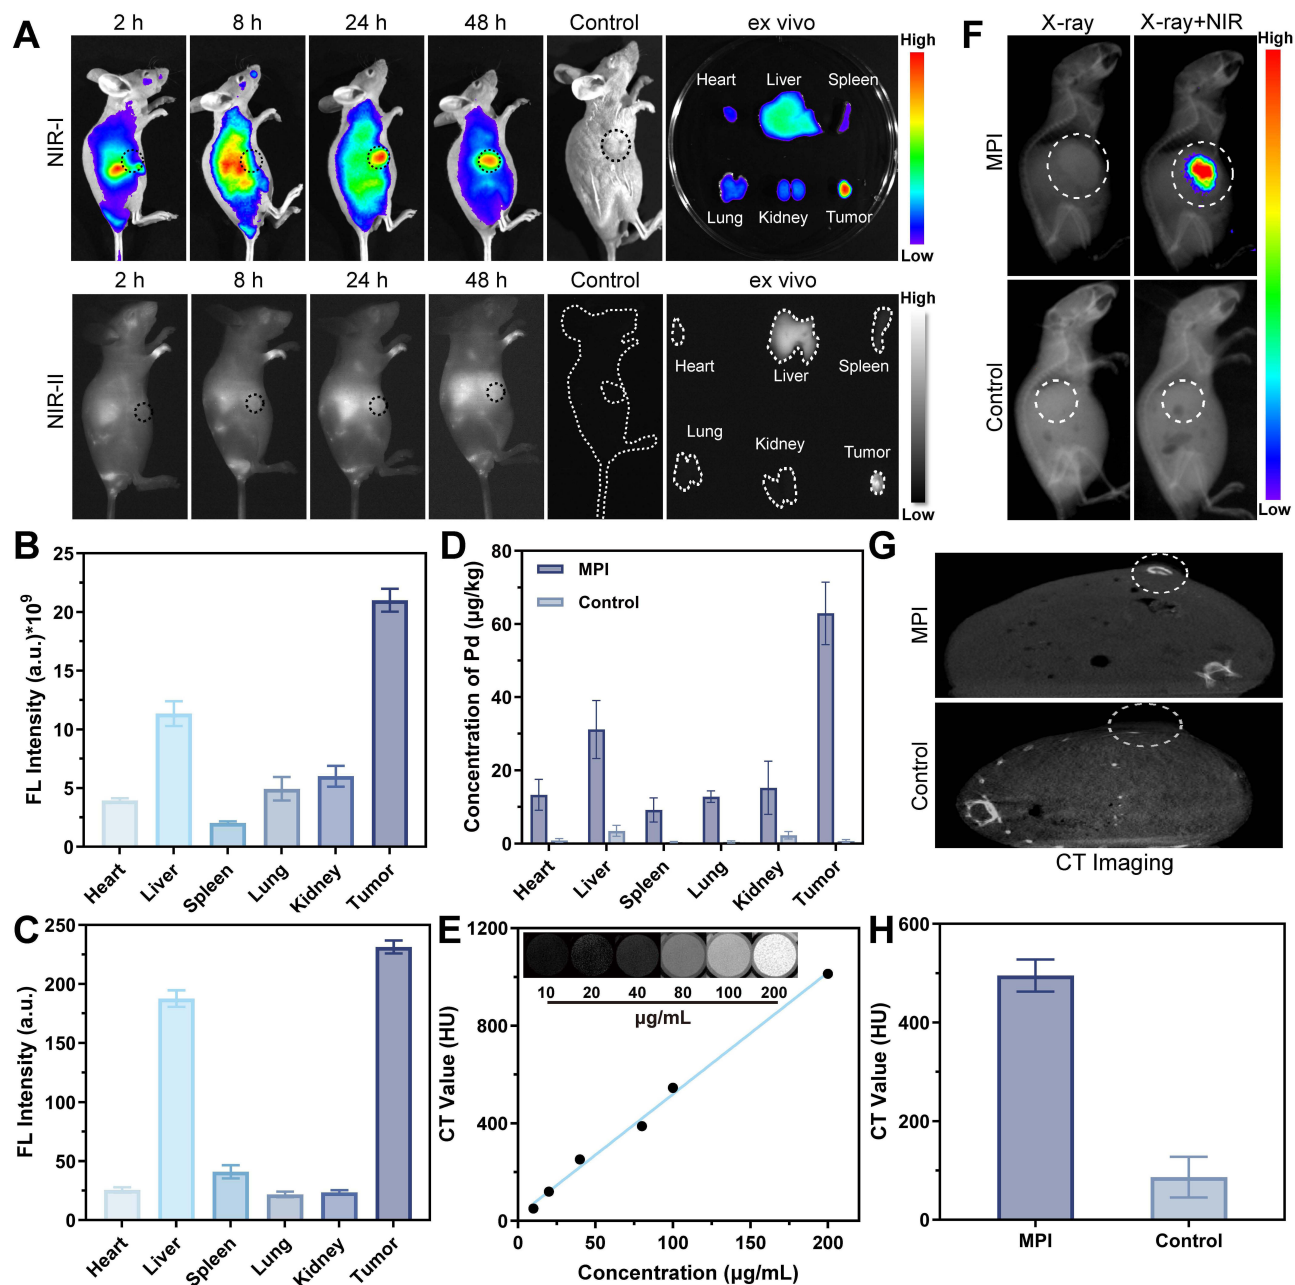 A
2 h
8 h
24 h
48 h
Control
ex vivo
NIR-I
Heart
Liver
Spleen
Lung
Kidney
Tumor
High
Low
2 h
8 h
24 h
48 h
Control
ex vivo
NIR-II
Heart
Liver
Spleen
Lung
Kidney
Tumor
High
Low
F
X-ray
X-ray+NIR
MPI
Control
High
Low
B
FL Intensity (a.u.)*10⁹
25
20
15
10
5
0
Heart
Liver
Spleen
Lung
Kidney
Tumor
D
Concentration of Pd (µg/kg)
80
60
40
20
0
MPI
Control
Heart
Liver
Spleen
Lung
Kidney
Tumor
G
MPI
Control
CT Imaging
C
FL Intensity (a.u.)
250
200
150
100
50
0
Heart
Liver
Spleen
Lung
Kidney
Tumor
E
CT Value (HU)
1200
800
400
0
10 20 40 80 100 200
µg/mL
0 50 100 150 200
Concentration (µg/mL)
H
CT Value (HU)
600
400
200
0
MPI
Control